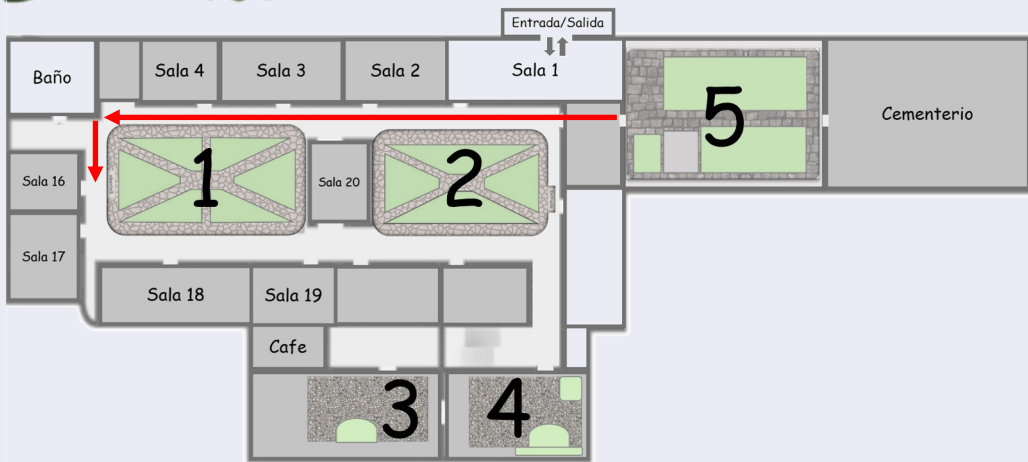 Entrada/Salida
Baño
Sala 4
Sala 3
Sala 2
Sala 1
5
Cementerio
1
2
Sala 16
Sala 20
Sala 17
Sala 18
Sala 19
Cafe
3
4